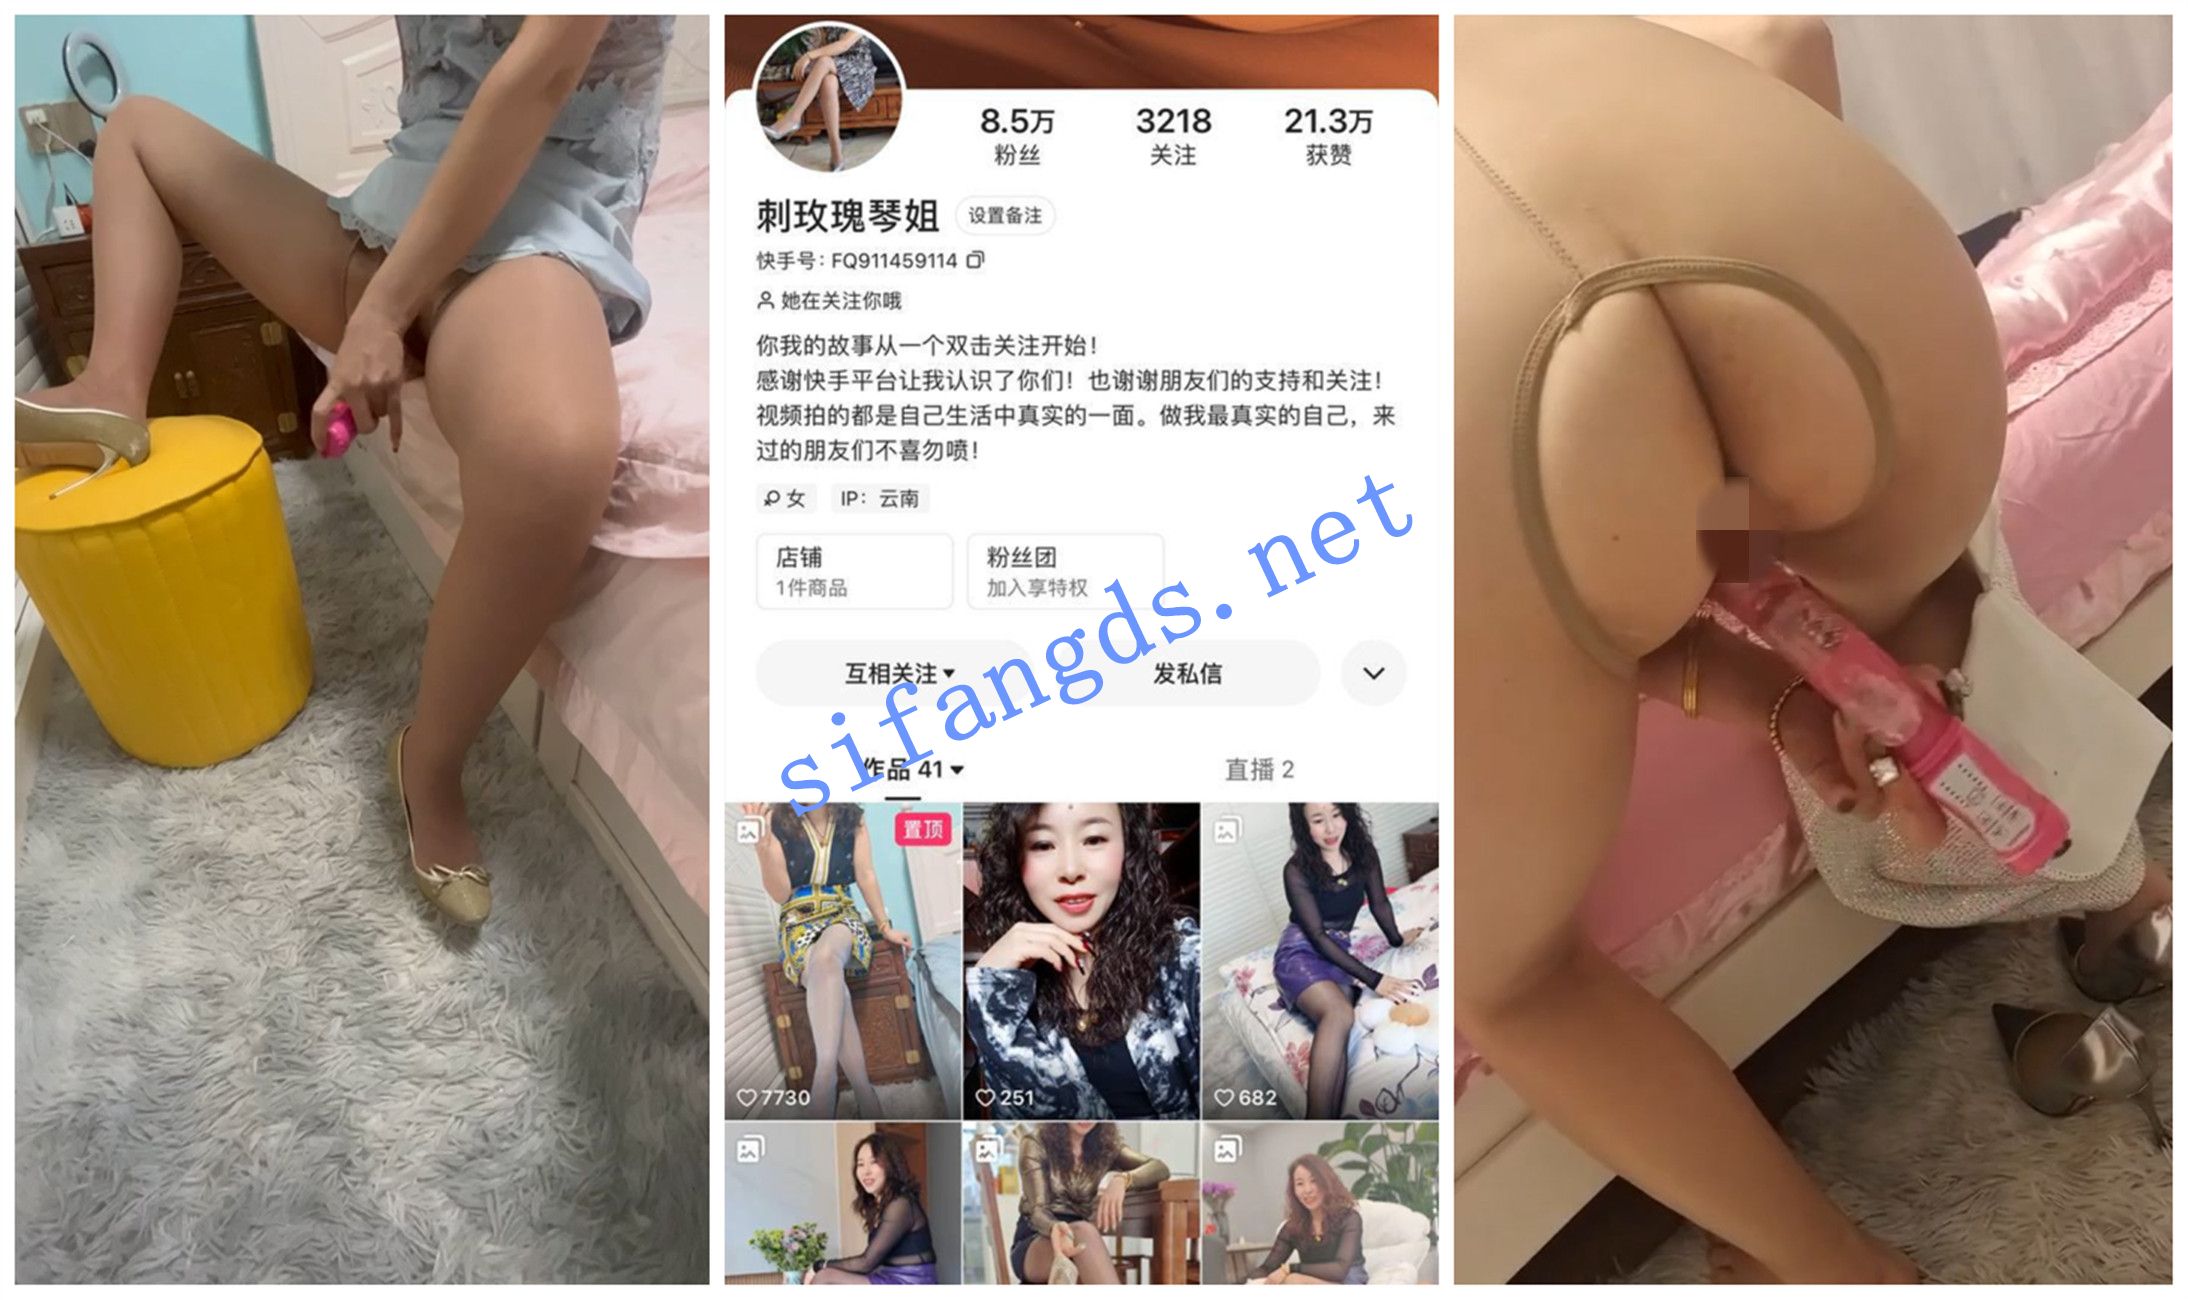 8.5万
3218
21.3万
粉丝
关注
获赞
刺玫瑰琴姐
设置备注
快手号: FQ911459114
她在关注你哦
你我的故事从一个双击关注开始！
感谢快手平台让我认识了你们！也谢谢朋友们的支持和关注！
视频拍的都是自己生活中真实的一面。做我最真实的自己，来
过的朋友们不喜勿喷！
女
IP：云南
店铺
1件商品
粉丝团
加入享特权
互相关注
发私信
sifangds.net
作品 41
直播 2
置顶
7730
251
682